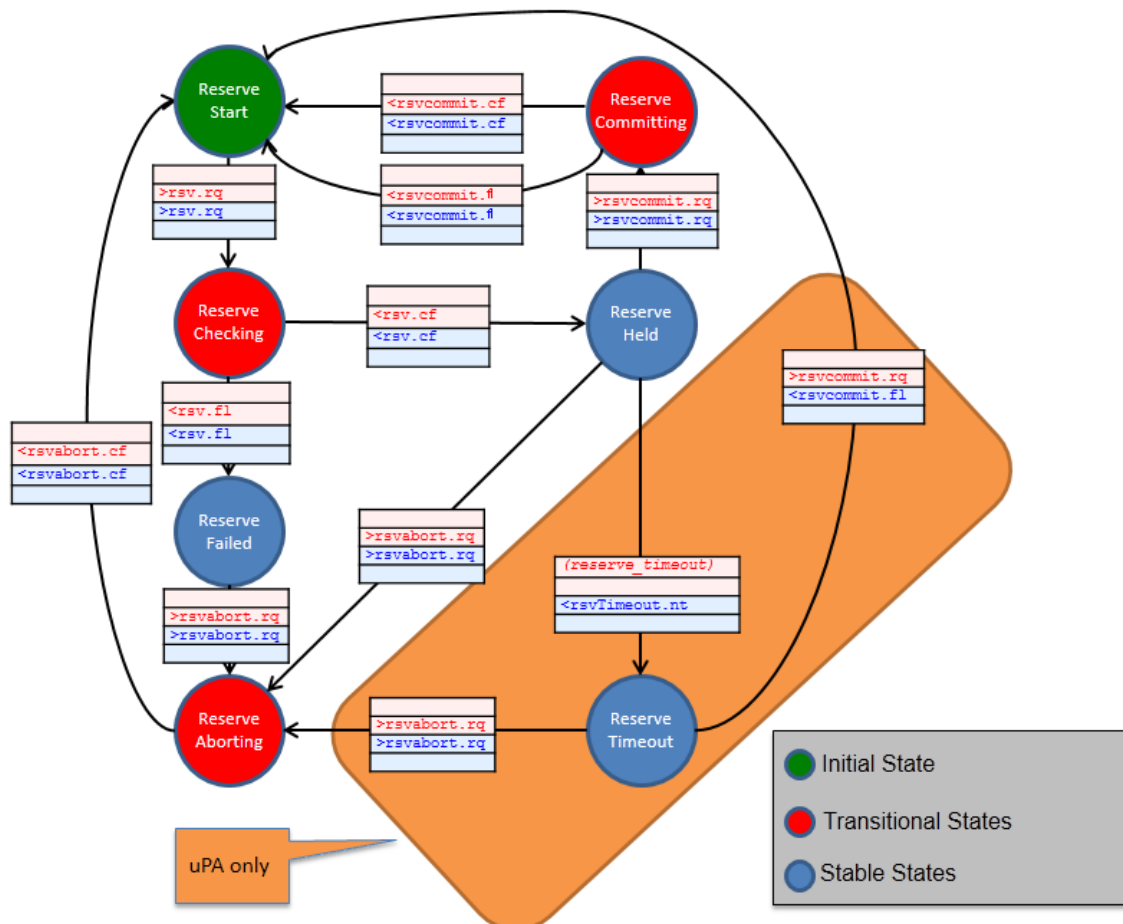 Reserve
Start
<rsvcommit.cf
<rsvcommit.cf
Reserve
Committing
>rsv.rq
>rsv.rq
<rsvcommit.fl
<rsvcommit.fl
>rsvcommit.rq
>rsvcommit.rq
Reserve
Checking
<rsv.cf
<rsv.cf
Reserve
Held
>rsvcommit.rq
<rsvcommit.fl
<rsv.fl
<rsv.fl
<rsvabort.cf
<rsvabort.cf
Reserve
Failed
>rsvabort.rq
>rsvabort.rq
(reserve_timeout)
<rsvTimeout.nt
>rsvabort.rq
>rsvabort.rq
Reserve
Aborting
>rsvabort.rq
>rsvabort.rq
Reserve
Timeout
Initial State
Transitional States
Stable States
uPA only